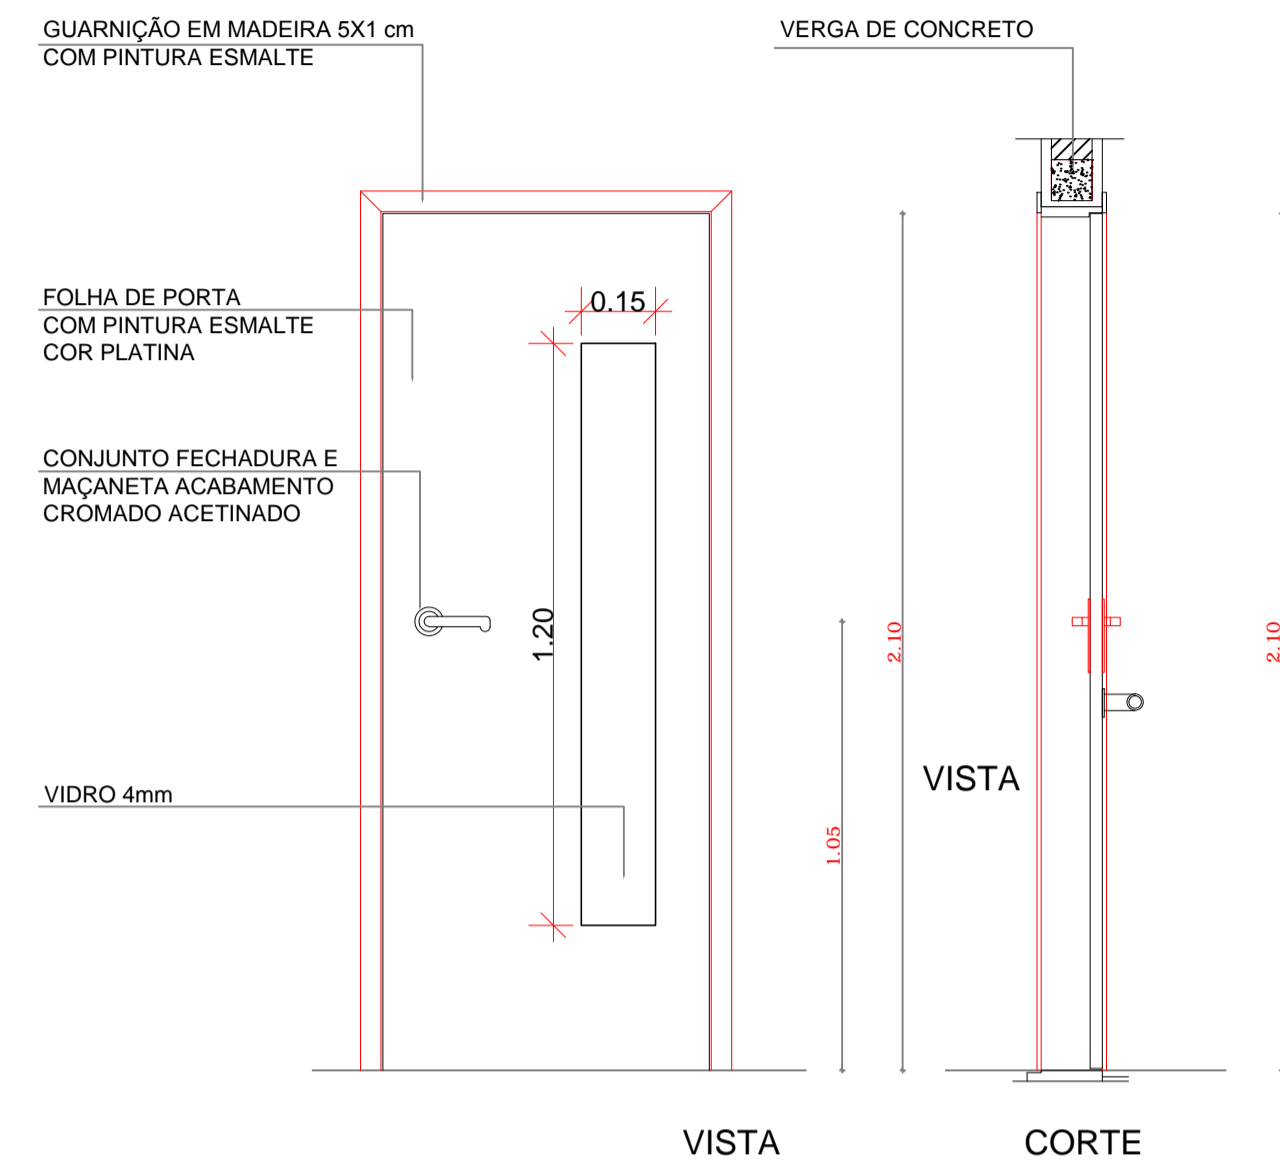 GUARNIÇÃO EM MADEIRA 5X1 cm
COM PINTURA ESMALTE
VERGA DE CONCRETO
FOLHA DE PORTA
COM PINTURA ESMALTE
COR PLATINA
0.15
CONJUNTO FECHADURA E
MAÇANETA ACABAMENTO
CROMADO ACETINADO
1.20
2.10
2.10
VIDRO 4mm
VISTA
1.05
VISTA
CORTE